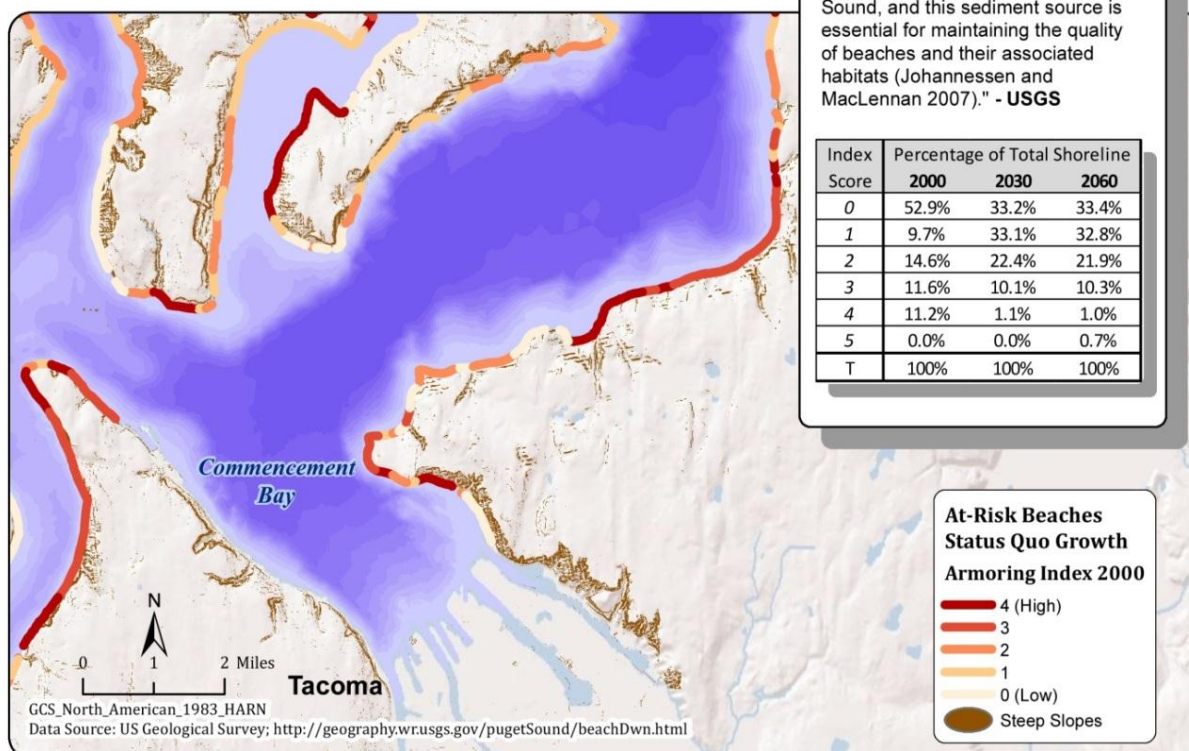 Sound, and this sediment source is
essential for maintaining the quality
of beaches and their associated
habitats (Johannessen and
MacLennan 2007)." - USGS
Index Percentage of Total Shoreline
Score 2000 2030 2060
0 52.9% 33.2% 33.4%
1 9.7% 33.1% 32.8%
2 14.6% 22.4% 21.9%
3 11.6% 10.1% 10.3%
4 11.2% 1.1% 1.0%
5 0.0% 0.0% 0.7%
T 100% 100% 100%
Commencement
Bay
At-Risk Beaches
Status Quo Growth
Armoring Index 2000
4 (High)
3
2
1
0 (Low)
Steep Slopes
N
0 1 2 Miles
Tacoma
GCS_North_American_1983_HARN
Data Source: US Geological Survey; http://geography.wr.usgs.gov/pugetSound/beachDwn.html